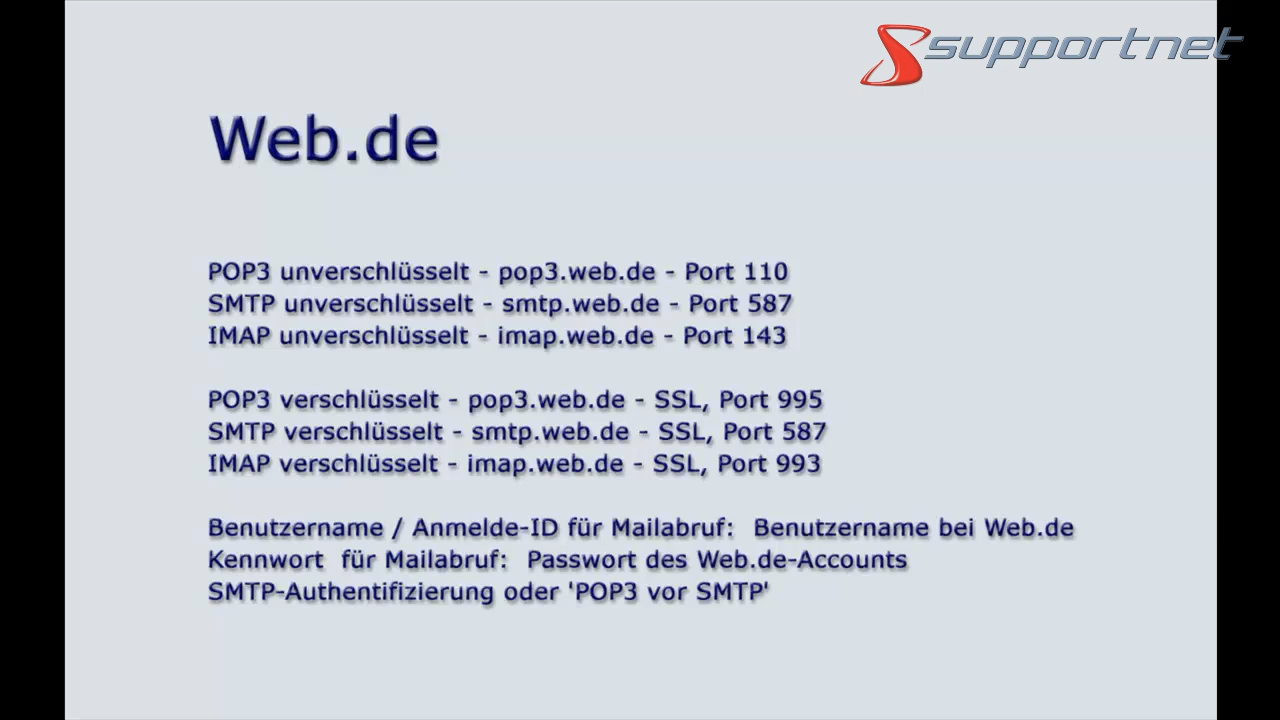 supportnet
Web.de
POP3 unverschlüsselt - pop3.web.de - Port 110
SMTP unverschlüsselt - smtp.web.de - Port 587
IMAP unverschlüsselt - imap.web.de - Port 143
POP3 verschlüsselt - pop3.web.de - SSL, Port 995
SMTP verschlüsselt - smtp.web.de - SSL, Port 587
IMAP verschlüsselt - imap.web.de - SSL, Port 993
Benutzername / Anmelde-ID für Mailabruf:  Benutzername bei Web.de
Kennwort  für Mailabruf:  Passwort des Web.de-Accounts
SMTP-Authentifizierung oder 'POP3 vor SMTP'